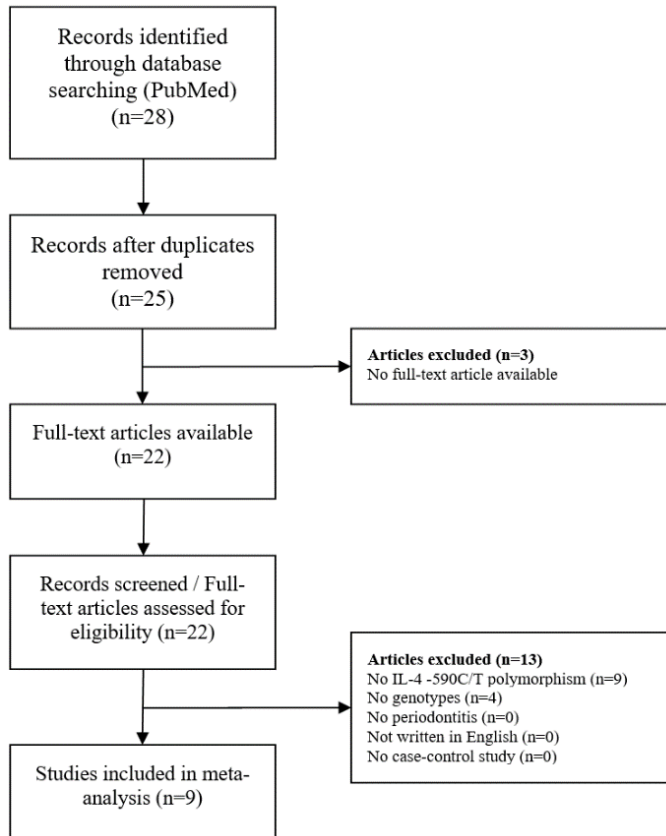 Records identified
through database
searching (PubMed)
(n=28)
Records after duplicates
removed
(n=25)
Articles excluded (n=3)
No full-text article available
Full-text articles available
(n=22)
Records screened / Full-
text articles assessed for
eligibility (n=22)
Articles excluded (n=13)
No IL-4 -590C/T polymorphism (n=9)
No genotypes (n=4)
No periodontitis (n=0)
Not written in English (n=0)
No case-control study (n=0)
Studies included in meta-
analysis (n=9)